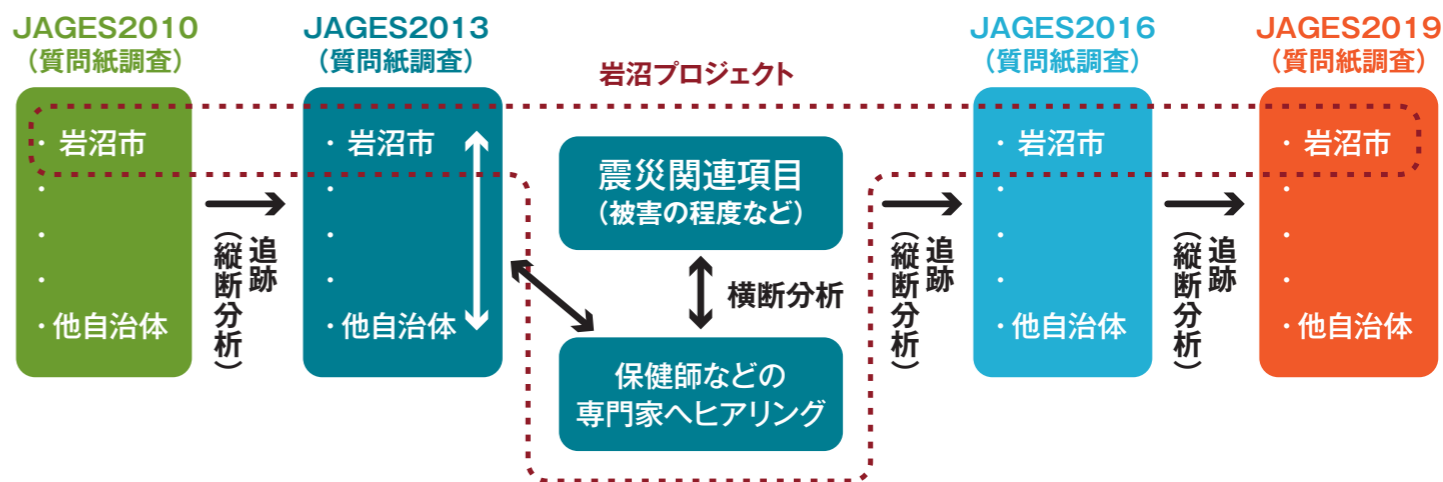 JAGES2010
（質問紙調査）
・岩沼市
・
・
・
・他自治体
追跡
（縦断分析）
JAGES2013
（質問紙調査）
・岩沼市
・
・
・
・他自治体
岩沼プロジェクト
震災関連項目
（被害の程度など）
横断分析
保健師などの
専門家へヒアリング
追跡
（縦断分析）
JAGES2016
（質問紙調査）
・岩沼市
・
・
・
・他自治体
追跡
（縦断分析）
JAGES2019
（質問紙調査）
・岩沼市
・
・
・
・他自治体